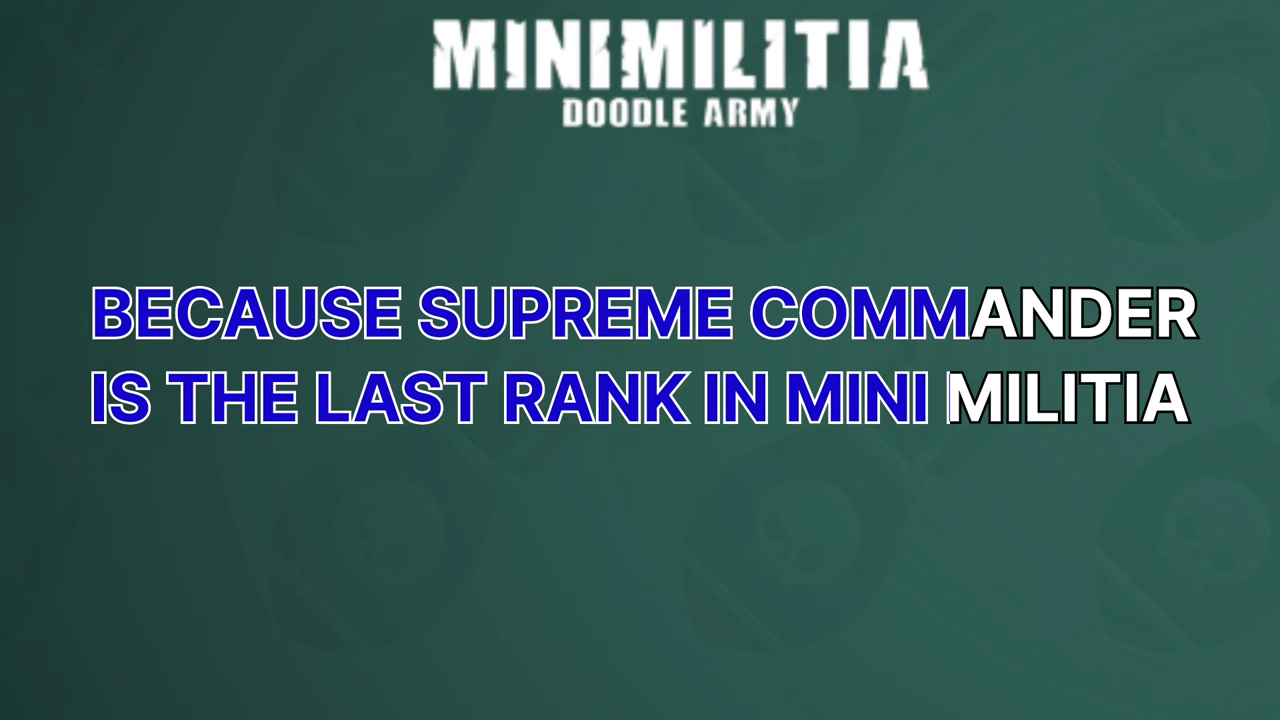 MINIMILITIA
DOODLE ARMY
BECAUSE SUPREME COMMANDER
IS THE LAST RANK IN MINI MILITIA